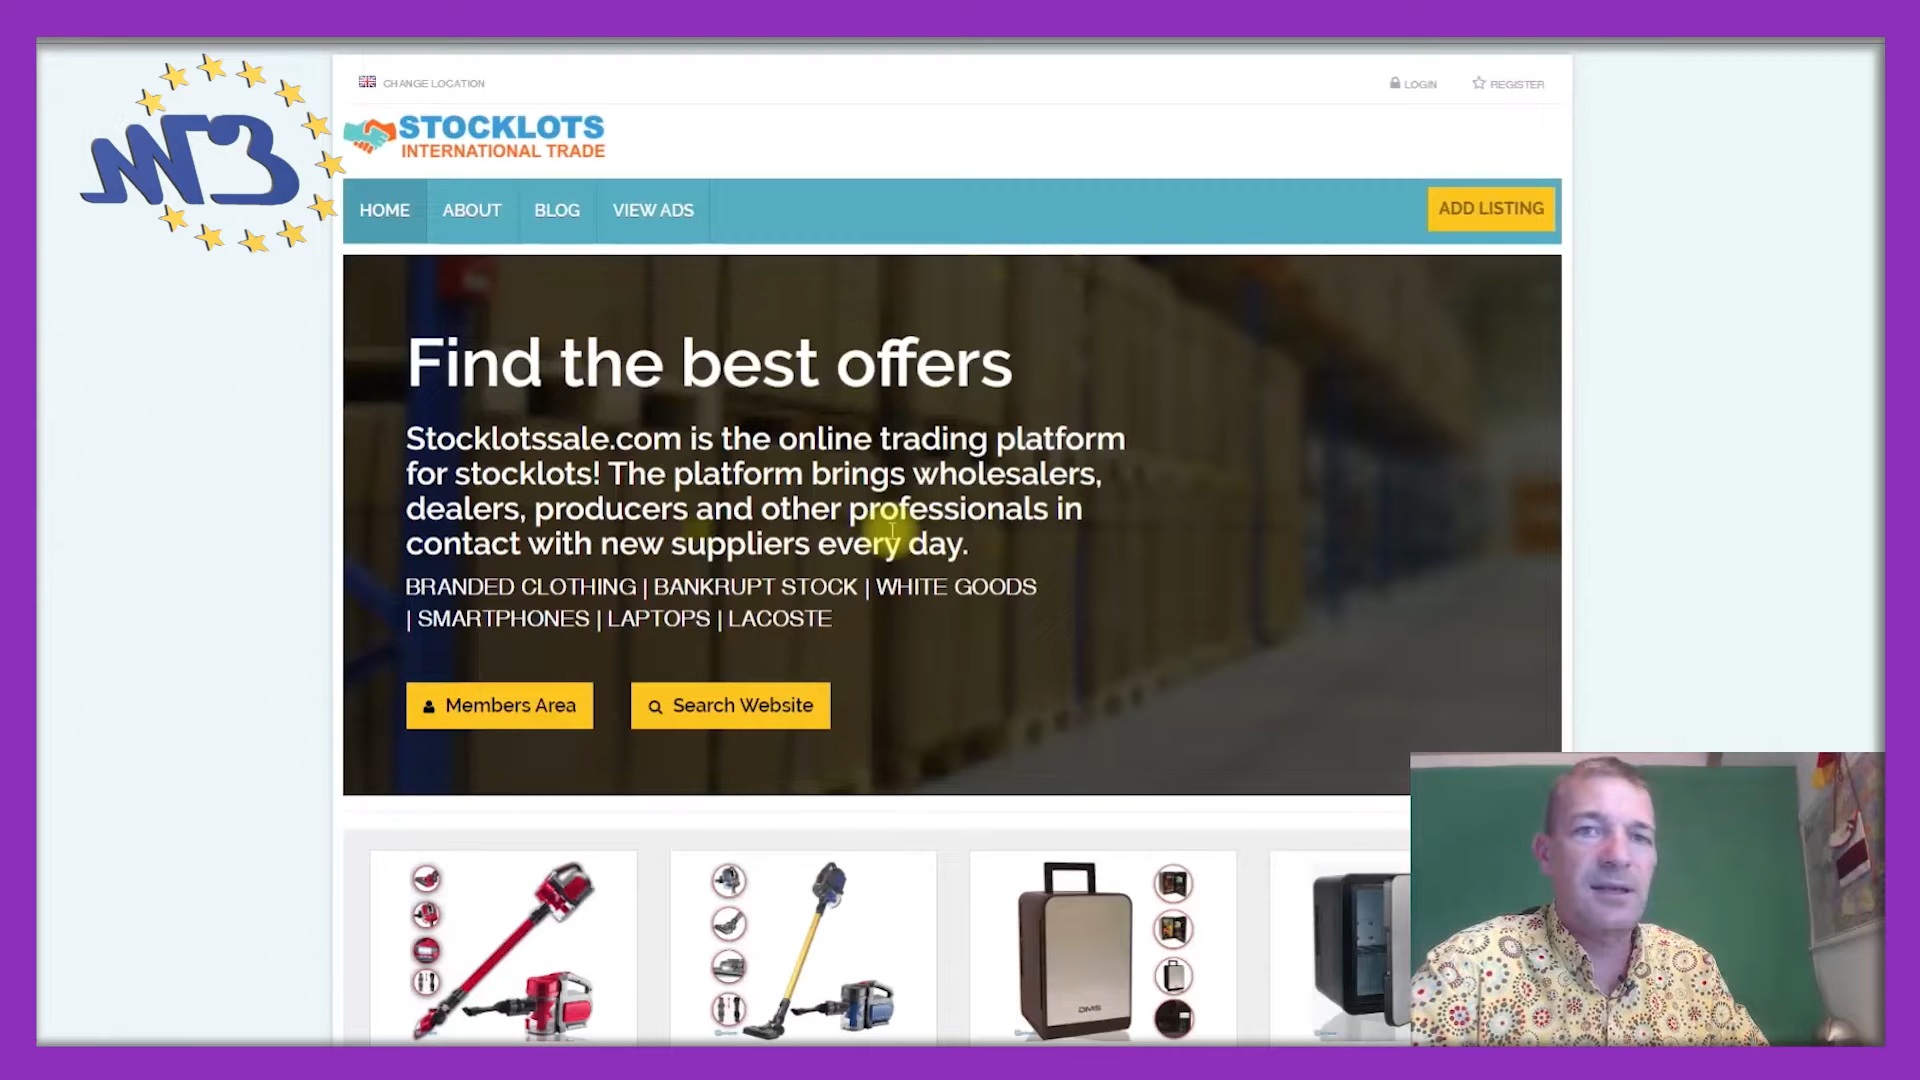 CHANGE LOCATION
LOGIN
REGISTER
STOCKLOTS
INTERNATIONAL TRADE
HOME
ABOUT
BLOG
VIEW ADS
ADD LISTING
Find the best offers
Stocklotssale.com is the online trading platform
for stocklots! The platform brings wholesalers,
dealers, producers and other professionals in
contact with new suppliers every day.
BRANDED CLOTHING | BANKRUPT STOCK | WHITE GOODS
| SMARTPHONES | LAPTOPS | LACOSTE
Members Area
Search Website
DMS